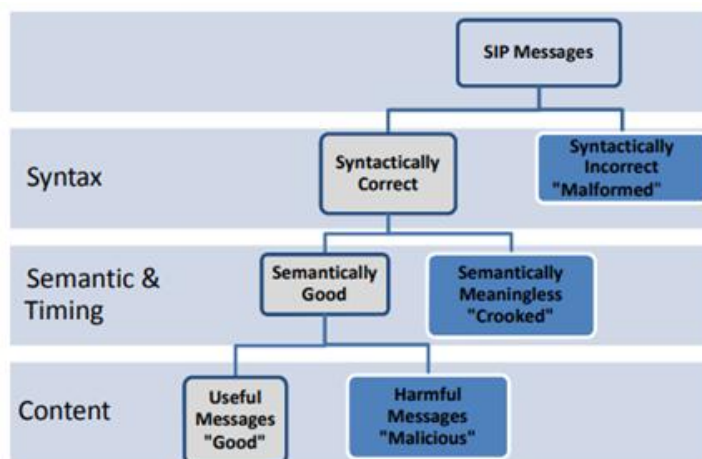 SIP Messages
Syntax
Syntactically
Correct
Syntactically
Incorrect
"Malformed"
Semantic &
Timing
Semantically
Good
Semantically
Meaningless
"Crooked"
Content
Useful
Messages
"Good"
Harmful
Messages
"Malicious"